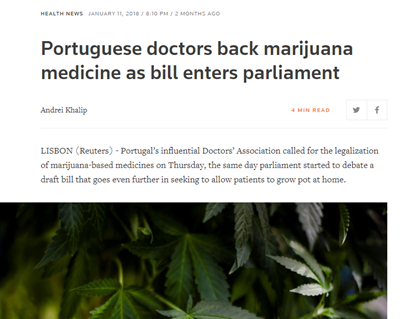 HEALTH NEWS JANUARY 11, 2018 / 8:10 PM / 2 MONTHS AGO
Portuguese doctors back marijuana
medicine as bill enters parliament
Andrei Khalip
4 MIN READ
LISBON (Reuters) - Portugal’s influential Doctors’ Association called for the legalization
of marijuana-based medicines on Thursday, the same day parliament started to debate a
draft bill that goes even further in seeking to allow patients to grow pot at home.